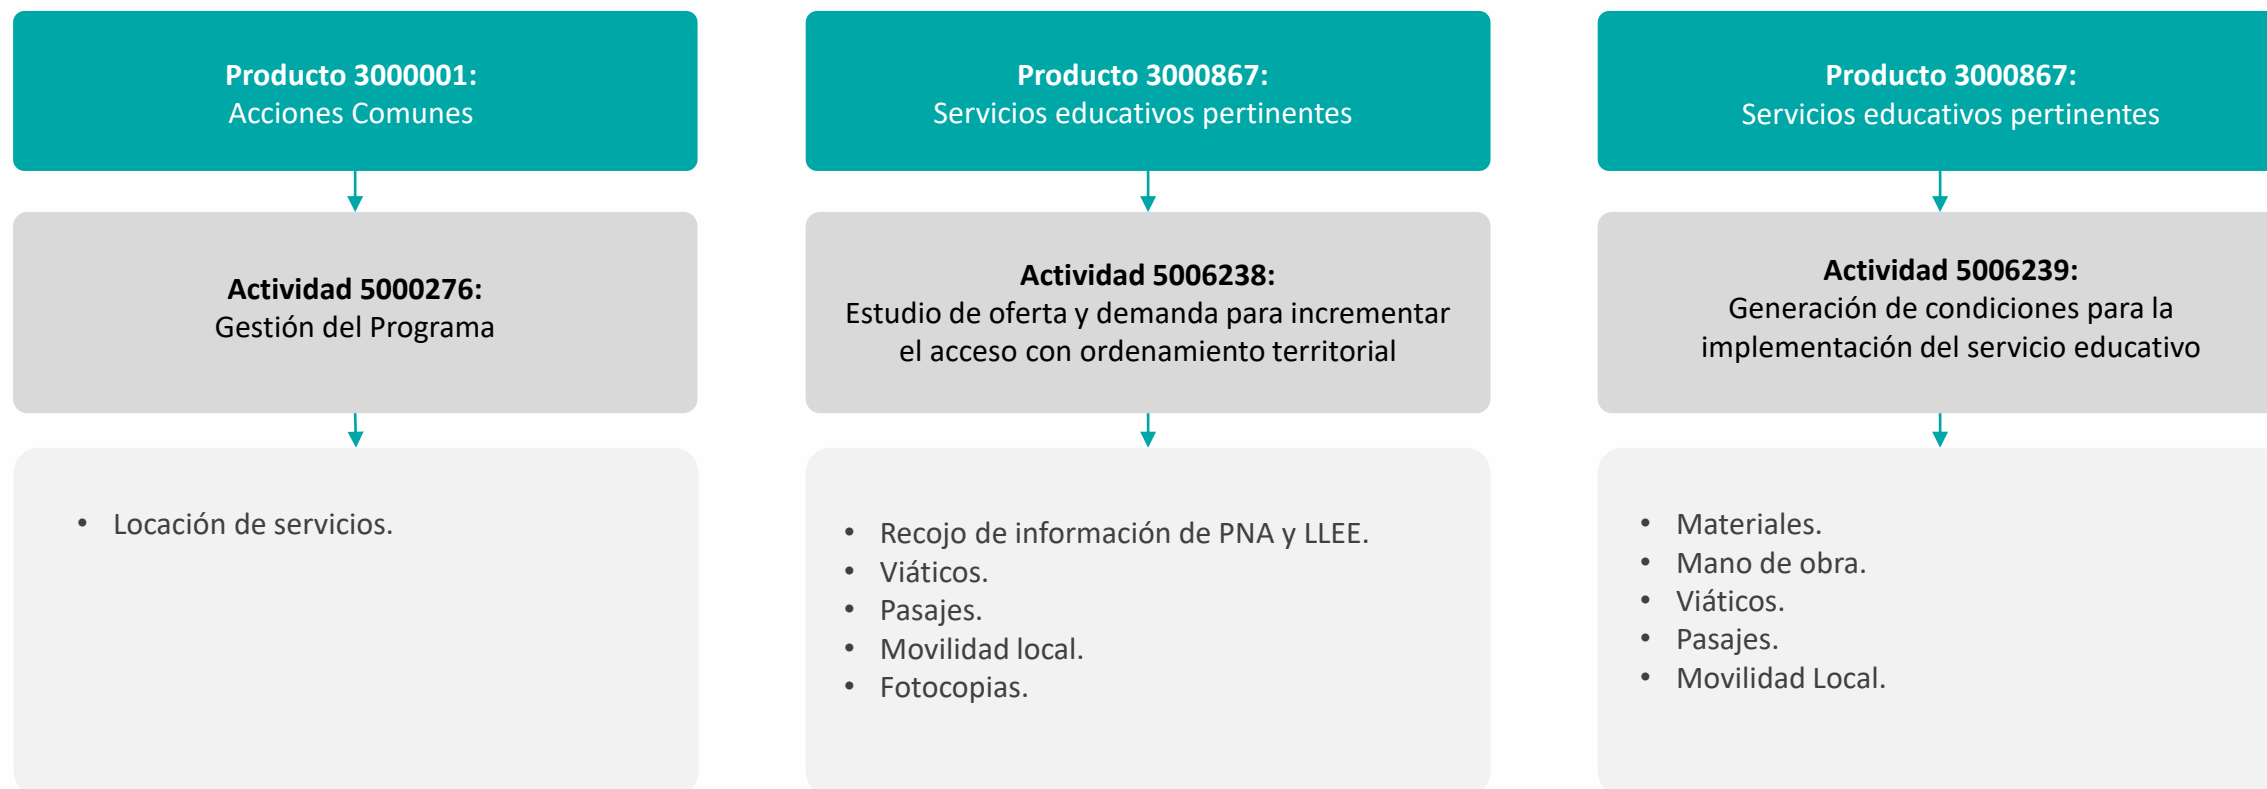 Producto 3000001:
Acciones Comunes
Actividad 5000276:
Gestión del Programa
• Locación de servicios.
Producto 3000867:
Servicios educativos pertinentes
Actividad 5006238:
Estudio de oferta y demanda para incrementar
el acceso con ordenamiento territorial
• Recojo de información de PNA y LLEE.
• Viáticos.
• Pasajes.
• Movilidad local.
• Fotocopias.
Producto 3000867:
Servicios educativos pertinentes
Actividad 5006239:
Generación de condiciones para la
implementación del servicio educativo
• Materiales.
• Mano de obra.
• Viáticos.
• Pasajes.
• Movilidad Local.